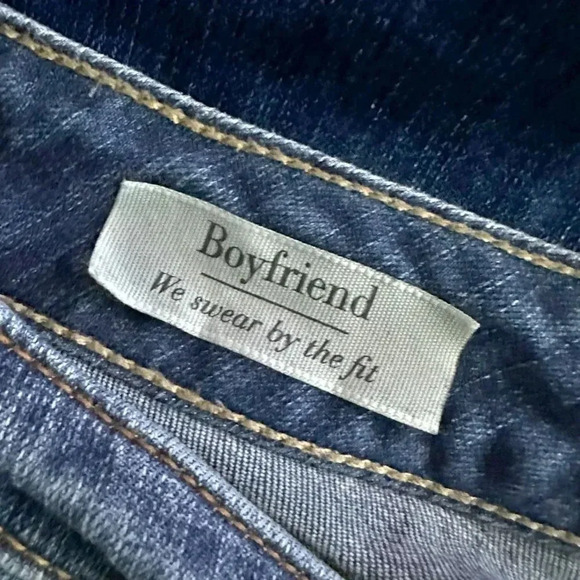 Boyfriend
We swear by the fit